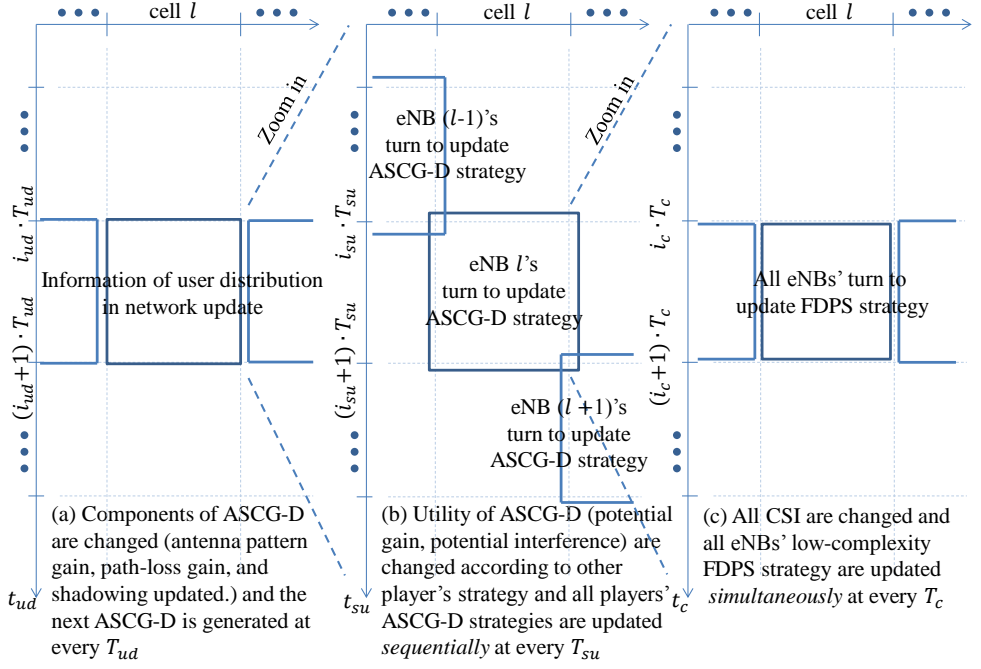 cell l
i_ud · T_ud
(i_ud+1) · T_ud
t_ud
Information of user distribution
in network update
Zoom in
(a) Components of ASCG-D
are changed (antenna pattern
gain, path-loss gain, and
shadowing updated.) and the
next ASCG-D is generated at
every T_ud
cell l
i_su · T_su
(i_su+1) · T_su
t_su
eNB (l-1)'s
turn to update
ASCG-D strategy
eNB l's
turn to update
ASCG-D strategy
eNB (l +1)'s
turn to update
ASCG-D strategy
Zoom in
(b) Utility of ASCG-D (potential
gain, potential interference) are
changed according to other
player's strategy and all players'
ASCG-D strategies are updated
sequentially at every T_su
cell l
i_c · T_c
(i_c+1) · T_c
t_c
All eNBs' turn to
update FDPS strategy
(c) All CSI are changed and
all eNBs' low-complexity
FDPS strategy are updated
simultaneously at every T_c